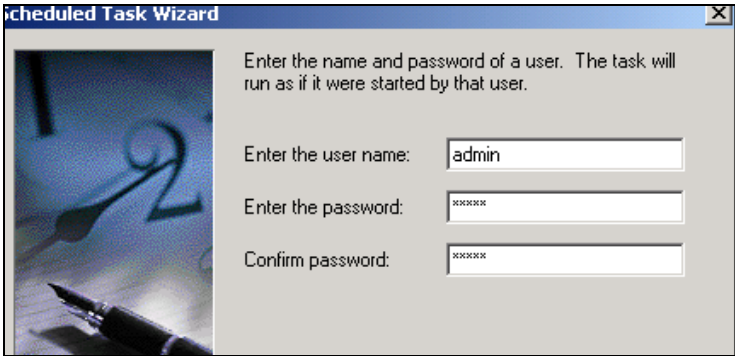 Scheduled Task Wizard
Enter the name and password of a user. The task will
run as if it were started by that user.
Enter the user name: admin
Enter the password: *****
Confirm password: *****